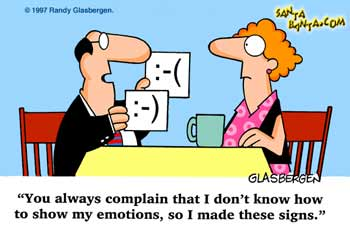 © 1997 Randy Glasbergen.
SANTA
BANTA.COM
:-(
:-)
GLASBERGEN
“You always complain that I don’t know how
to show my emotions, so I made these signs.”